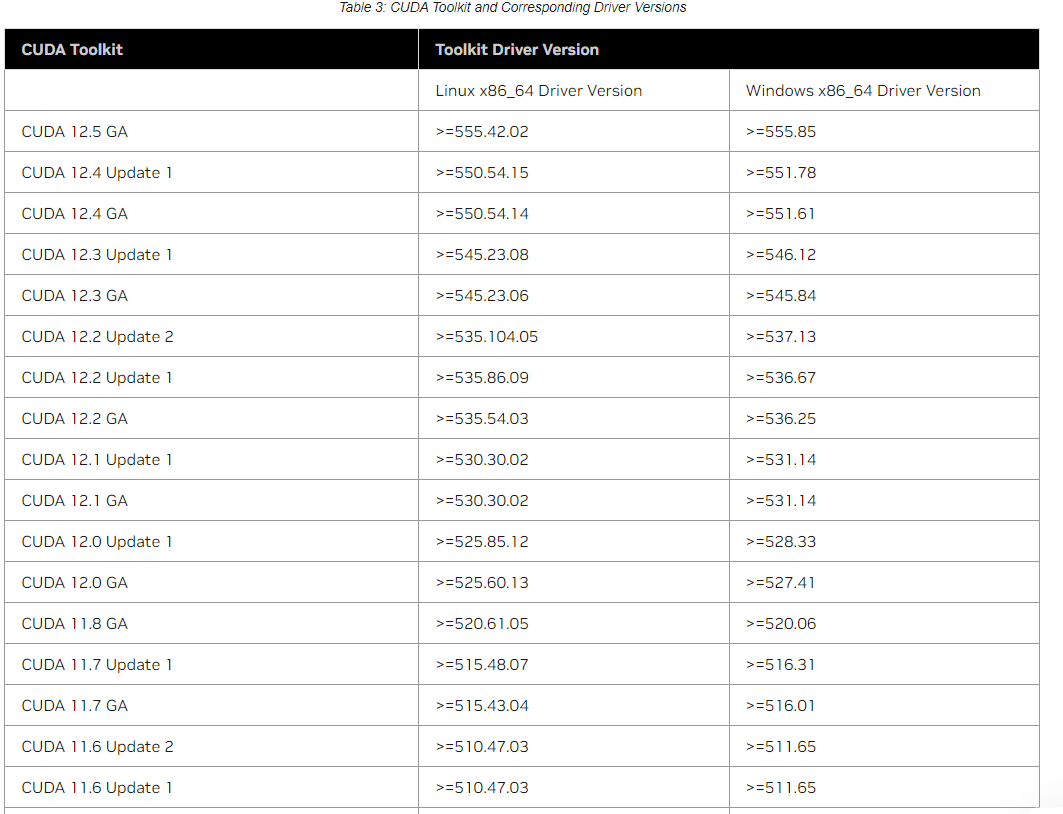 Table 3: CUDA Toolkit and Corresponding Driver Versions
CUDA Toolkit Toolkit Driver Version
Linux x86_64 Driver Version Windows x86_64 Driver Version
CUDA 12.5 GA >=555.42.02 >=555.85
CUDA 12.4 Update 1 >=550.54.15 >=551.78
CUDA 12.4 GA >=550.54.14 >=551.61
CUDA 12.3 Update 1 >=545.23.08 >=546.12
CUDA 12.3 GA >=545.23.06 >=545.84
CUDA 12.2 Update 2 >=535.104.05 >=537.13
CUDA 12.2 Update 1 >=535.86.09 >=536.67
CUDA 12.2 GA >=535.54.03 >=536.25
CUDA 12.1 Update 1 >=530.30.02 >=531.14
CUDA 12.1 GA >=530.30.02 >=531.14
CUDA 12.0 Update 1 >=525.85.12 >=528.33
CUDA 12.0 GA >=525.60.13 >=527.41
CUDA 11.8 GA >=520.61.05 >=520.06
CUDA 11.7 Update 1 >=515.48.07 >=516.31
CUDA 11.7 GA >=515.43.04 >=516.01
CUDA 11.6 Update 2 >=510.47.03 >=511.65
CUDA 11.6 Update 1 >=510.47.03 >=511.65